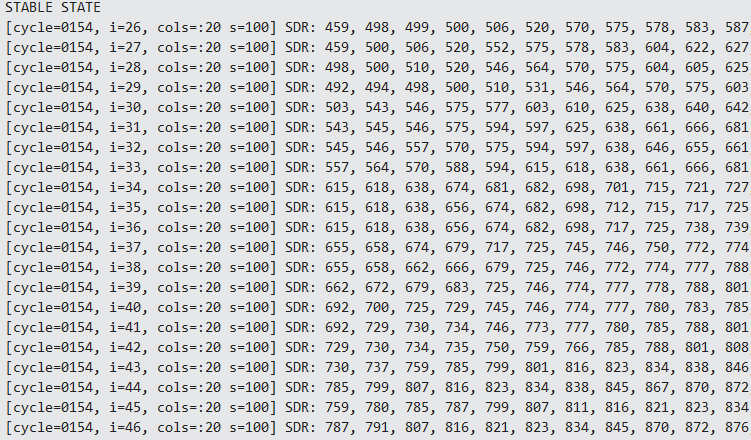 STABLE STATE
[cycle=0154, i=26, cols=:20 s=100] SDR: 459, 498, 499, 500, 506, 520, 570, 575, 578, 583, 587,
[cycle=0154, i=27, cols=:20 s=100] SDR: 459, 500, 506, 520, 552, 575, 578, 583, 604, 622, 627
[cycle=0154, i=28, cols=:20 s=100] SDR: 498, 500, 510, 520, 546, 564, 570, 575, 604, 605, 625
[cycle=0154, i=29, cols=:20 s=100] SDR: 492, 494, 498, 500, 510, 531, 546, 564, 570, 575, 603
[cycle=0154, i=30, cols=:20 s=100] SDR: 503, 543, 546, 575, 577, 603, 610, 625, 638, 640, 642
[cycle=0154, i=31, cols=:20 s=100] SDR: 543, 545, 546, 575, 594, 597, 625, 638, 661, 666, 681
[cycle=0154, i=32, cols=:20 s=100] SDR: 545, 546, 557, 570, 575, 594, 597, 638, 646, 655, 661
[cycle=0154, i=33, cols=:20 s=100] SDR: 557, 564, 570, 588, 594, 615, 618, 638, 661, 666, 681
[cycle=0154, i=34, cols=:20 s=100] SDR: 615, 618, 638, 674, 681, 682, 698, 701, 715, 721, 727
[cycle=0154, i=35, cols=:20 s=100] SDR: 615, 618, 638, 656, 674, 682, 698, 712, 715, 717, 725
[cycle=0154, i=36, cols=:20 s=100] SDR: 615, 618, 638, 656, 674, 682, 698, 717, 725, 738, 739
[cycle=0154, i=37, cols=:20 s=100] SDR: 655, 658, 674, 679, 717, 725, 745, 746, 750, 772, 774
[cycle=0154, i=38, cols=:20 s=100] SDR: 655, 658, 662, 666, 679, 725, 746, 772, 774, 777, 788
[cycle=0154, i=39, cols=:20 s=100] SDR: 662, 672, 679, 683, 725, 746, 774, 777, 778, 788, 801
[cycle=0154, i=40, cols=:20 s=100] SDR: 692, 700, 725, 729, 745, 746, 774, 777, 780, 783, 785
[cycle=0154, i=41, cols=:20 s=100] SDR: 692, 729, 730, 734, 746, 773, 777, 780, 785, 788, 801
[cycle=0154, i=42, cols=:20 s=100] SDR: 729, 730, 734, 735, 750, 759, 766, 785, 788, 801, 808
[cycle=0154, i=43, cols=:20 s=100] SDR: 730, 737, 759, 785, 799, 801, 816, 823, 834, 838, 846
[cycle=0154, i=44, cols=:20 s=100] SDR: 785, 799, 807, 816, 823, 834, 838, 845, 867, 870, 872
[cycle=0154, i=45, cols=:20 s=100] SDR: 759, 780, 785, 787, 799, 807, 811, 816, 821, 823, 834
[cycle=0154, i=46, cols=:20 s=100] SDR: 787, 791, 807, 816, 821, 823, 834, 845, 870, 872, 876